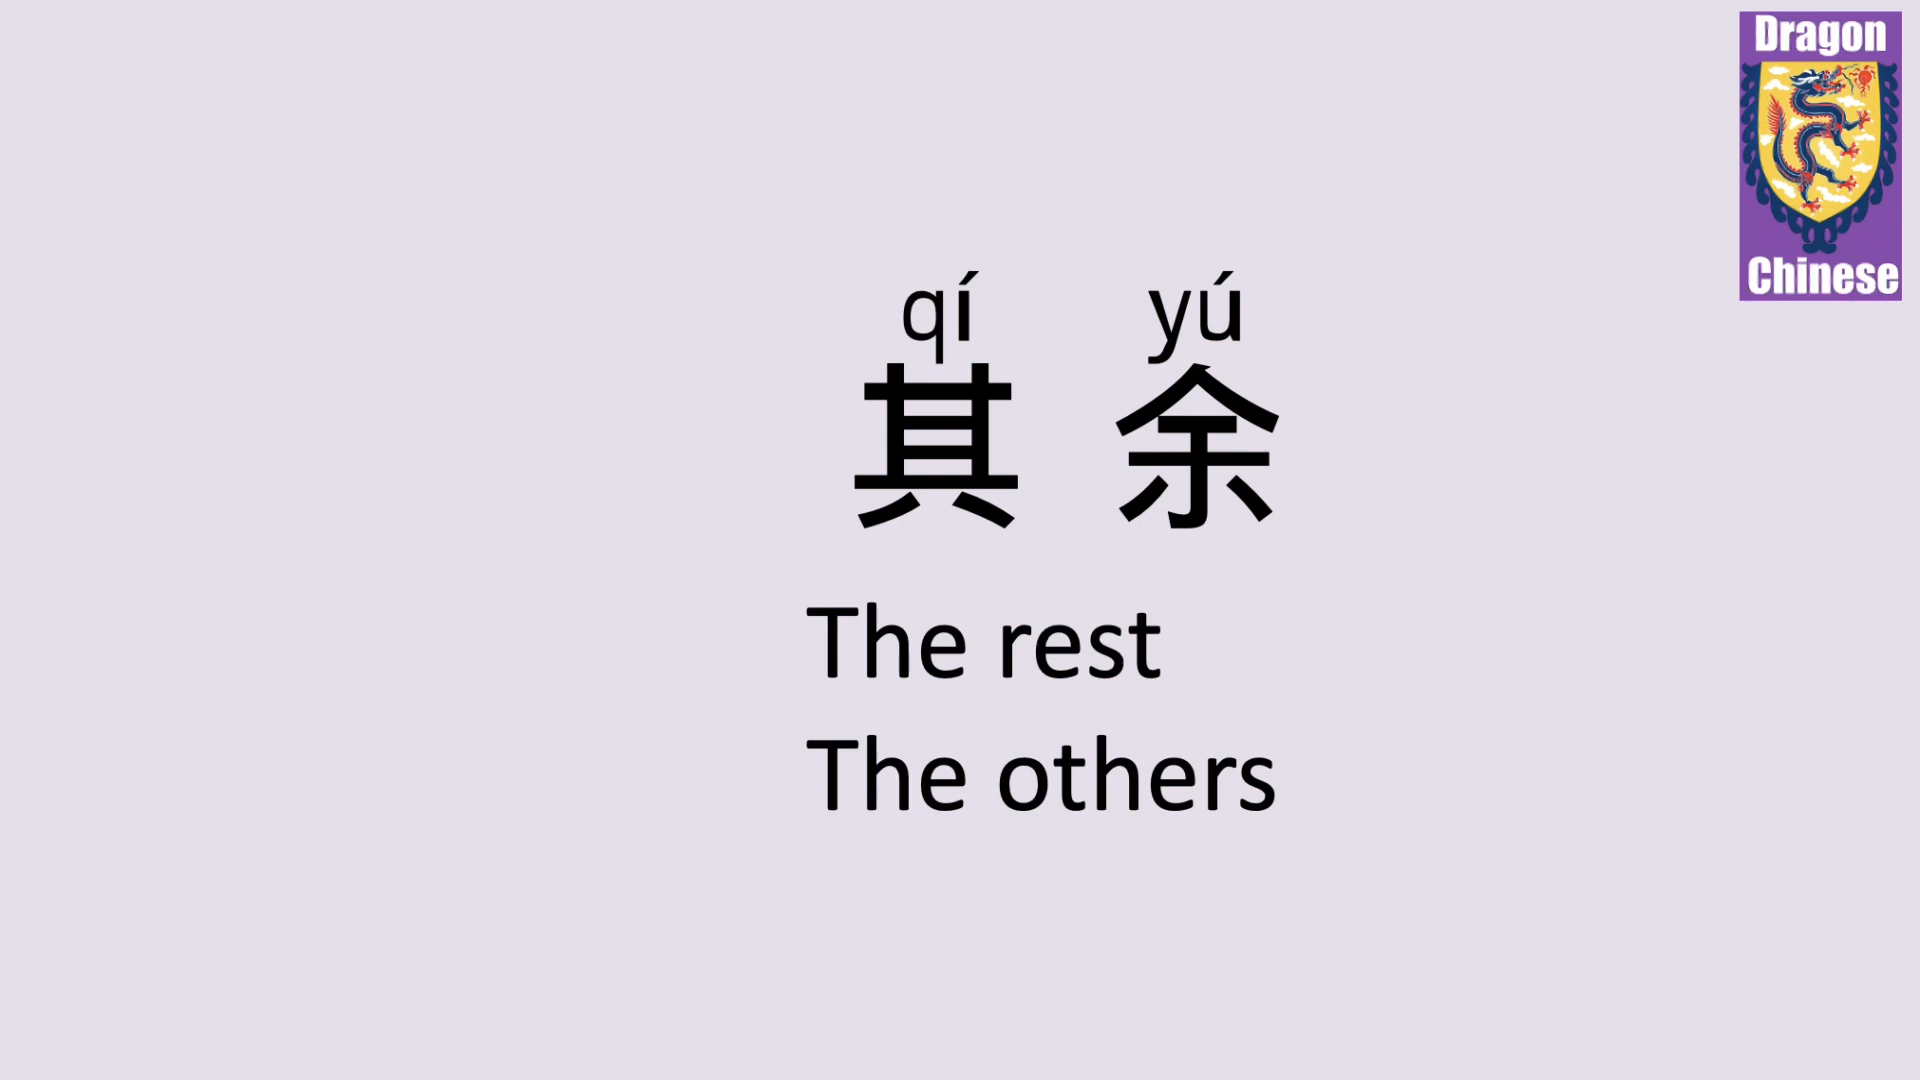 Dragon
Chinese
qí yú
其 余
The rest
The others